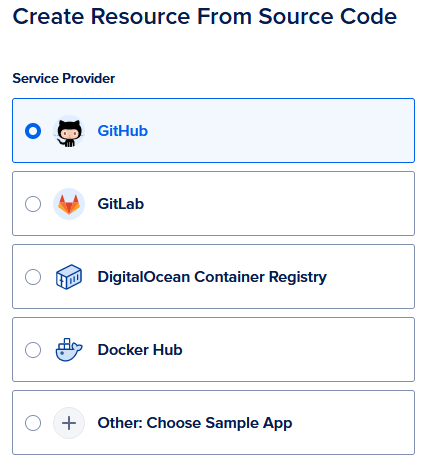 Create Resource From Source Code
Service Provider
GitHub
GitLab
DigitalOcean Container Registry
Docker Hub
Other: Choose Sample App